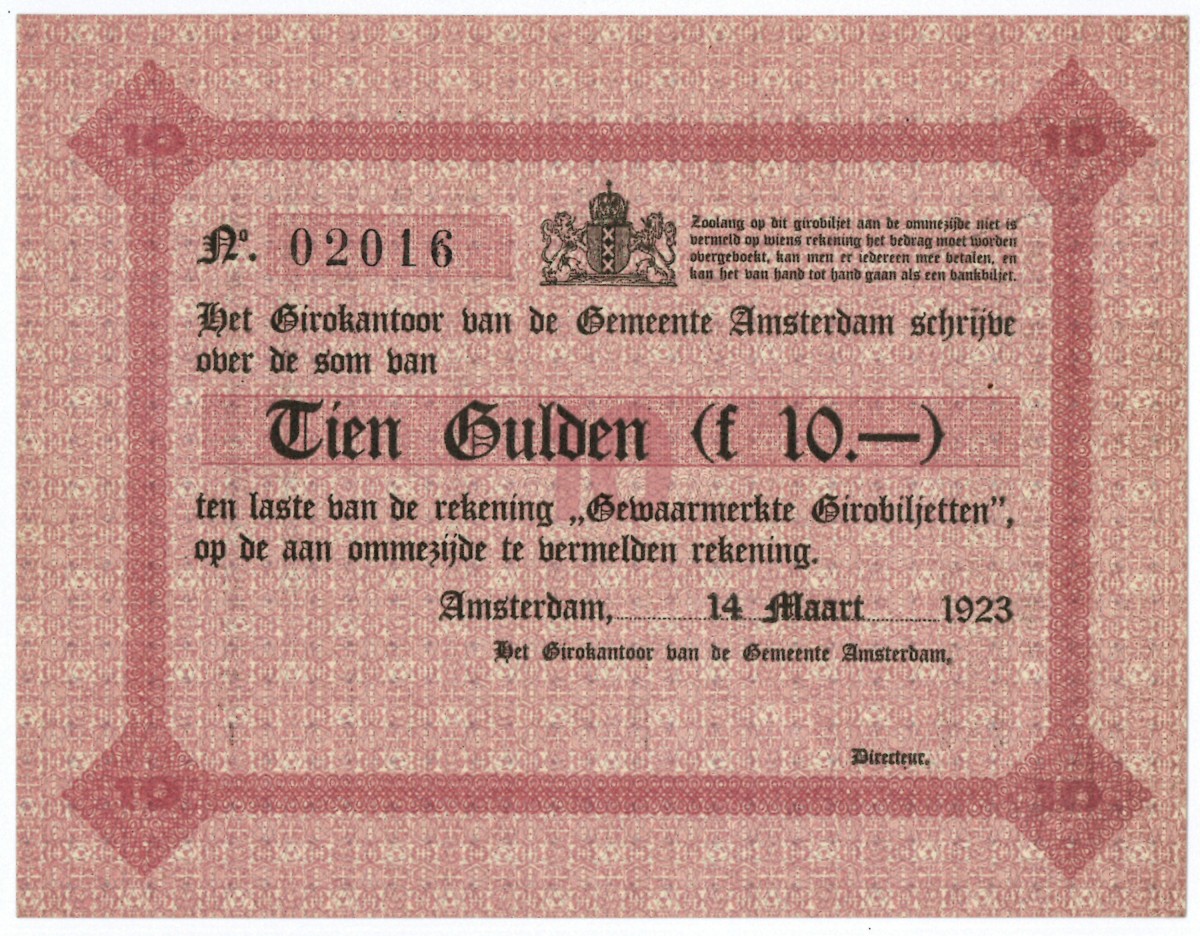 10 10
Nº. 02016
Zoolang op dit girobiljet aan de ommezijde niet is
vermeld op wiens rekening het bedrag moet worden
overgeboekt, kan men er iedereen mee betalen, en
kan het van hand tot hand gaan als een bankbiljet.
Het Girokantoor van de Gemeente Amsterdam schrijve
over de som van
Tien Gulden (f 10.—)
10
ten laste van de rekening „Gewaarmerkte Girobiljetten”,
op de aan ommezijde te vermelden rekening.
Amsterdam, 14 Maart 1923
Het Girokantoor van de Gemeente Amsterdam,
Directeur.
10 10